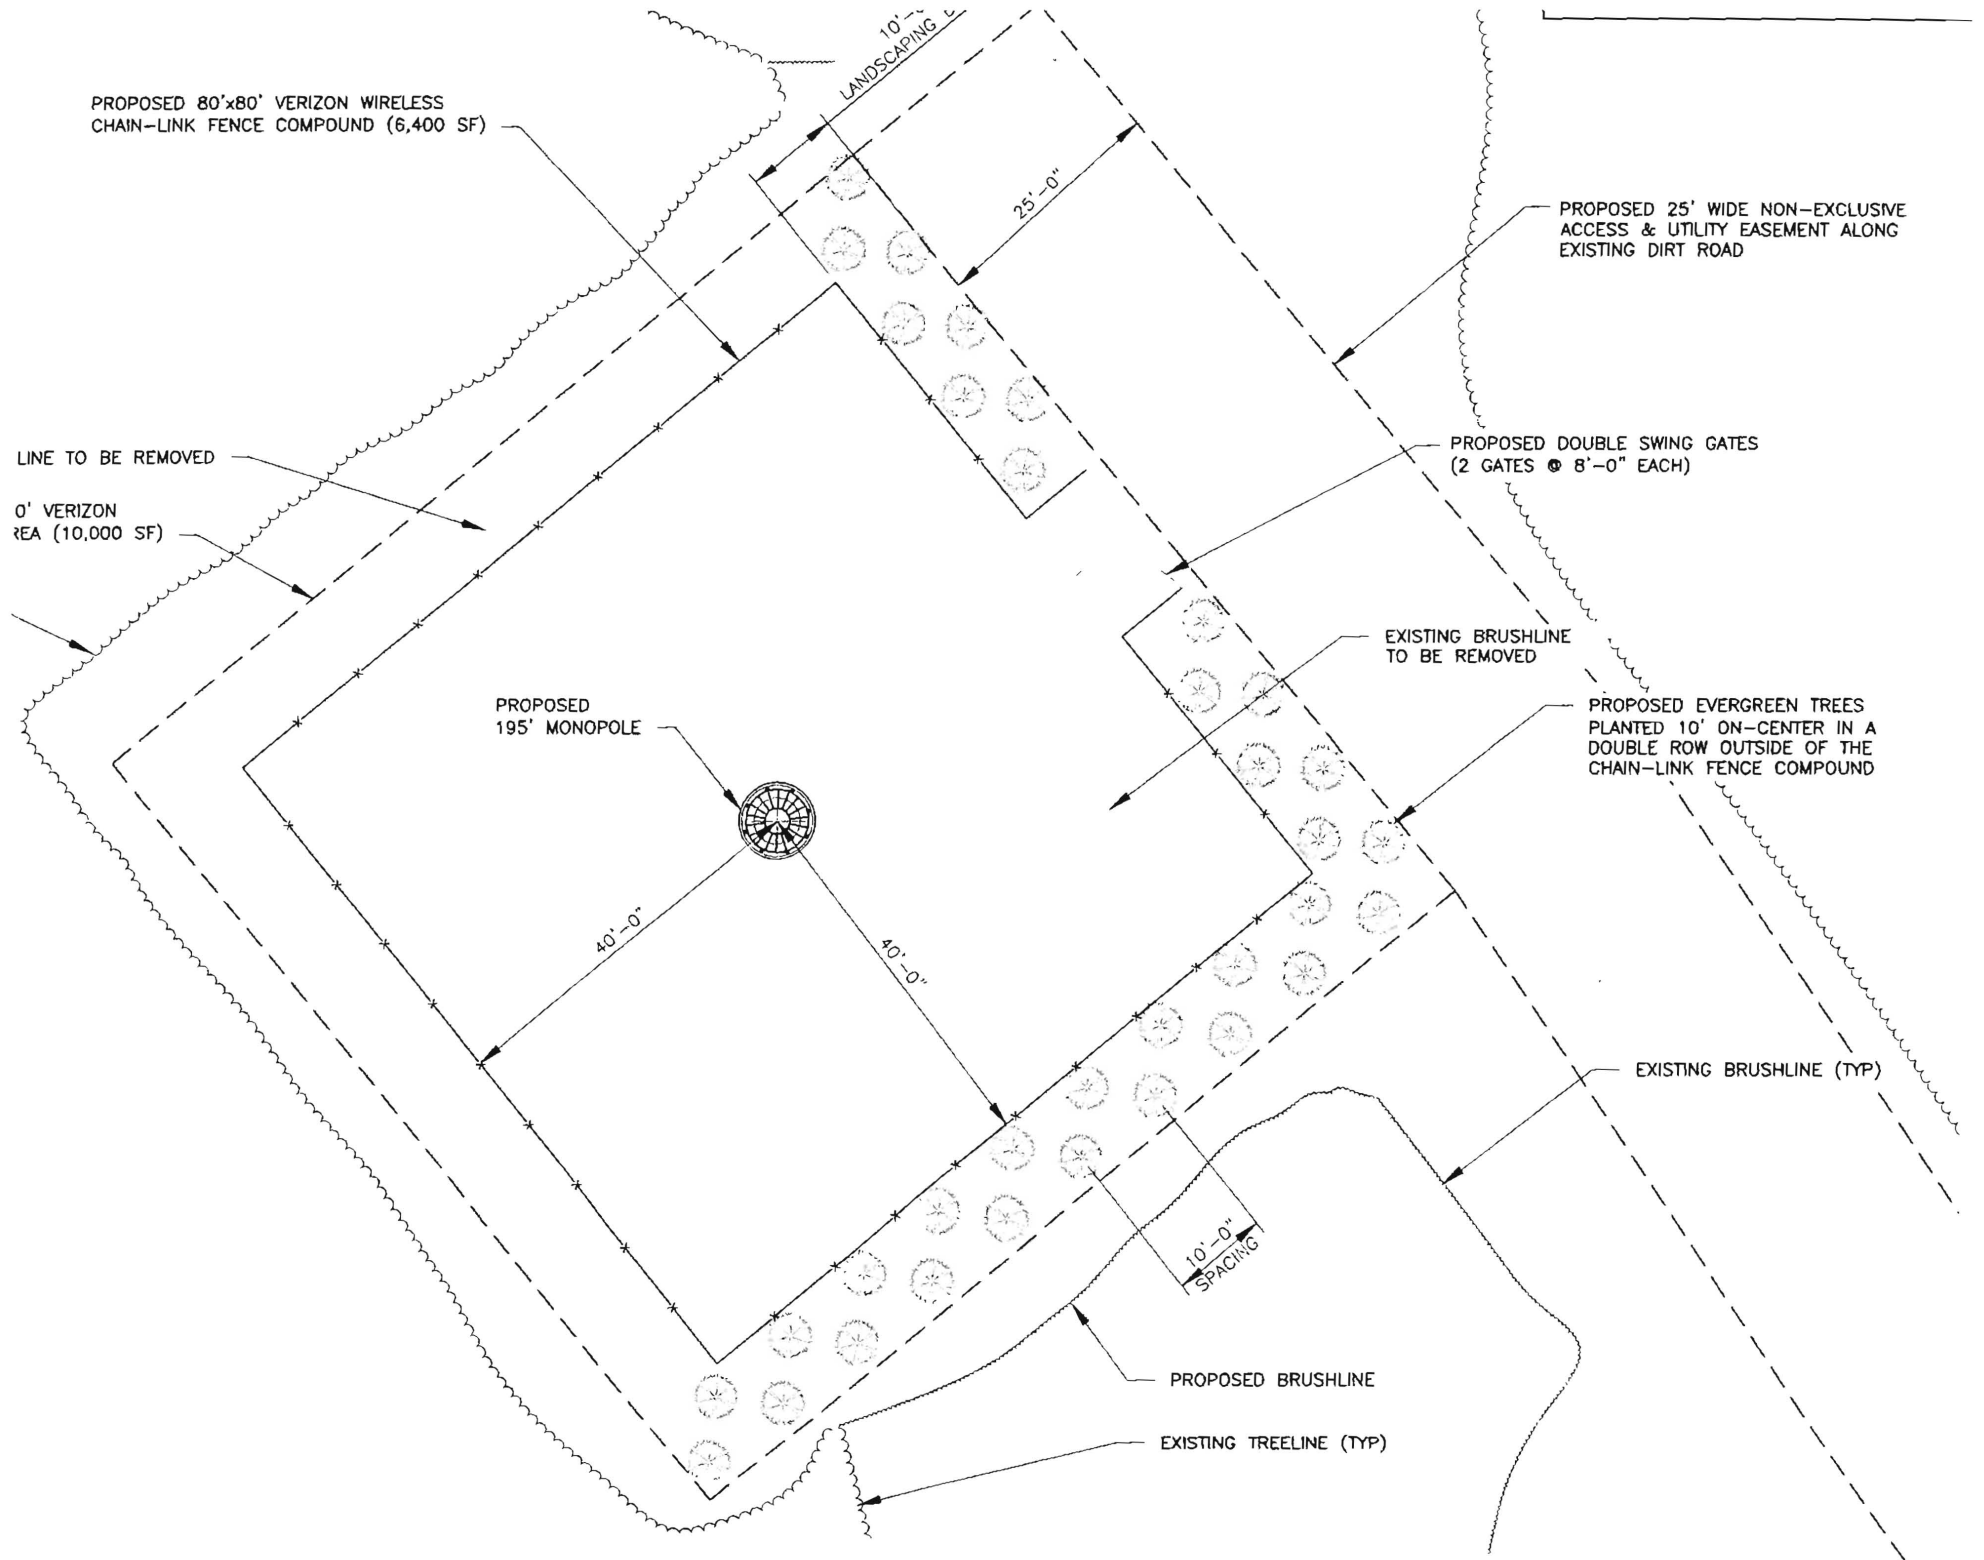 10'-
LANDSCAPING
PROPOSED 80'x80' VERIZON WIRELESS
CHAIN-LINK FENCE COMPOUND (6,400 SF)
25'-0"
PROPOSED 25' WIDE NON-EXCLUSIVE
ACCESS & UTILITY EASEMENT ALONG
EXISTING DIRT ROAD
LINE TO BE REMOVED
PROPOSED DOUBLE SWING GATES
(2 GATES @ 8'-0" EACH)
0' VERIZON
REA (10,000 SF)
EXISTING BRUSHLINE
TO BE REMOVED
PROPOSED
195' MONOPOLE
PROPOSED EVERGREEN TREES
PLANTED 10' ON-CENTER IN A
DOUBLE ROW OUTSIDE OF THE
CHAIN-LINK FENCE COMPOUND
40'-0"
40'-0"
EXISTING BRUSHLINE (TYP)
10'-0"
SPACING
PROPOSED BRUSHLINE
EXISTING TREELINE (TYP)